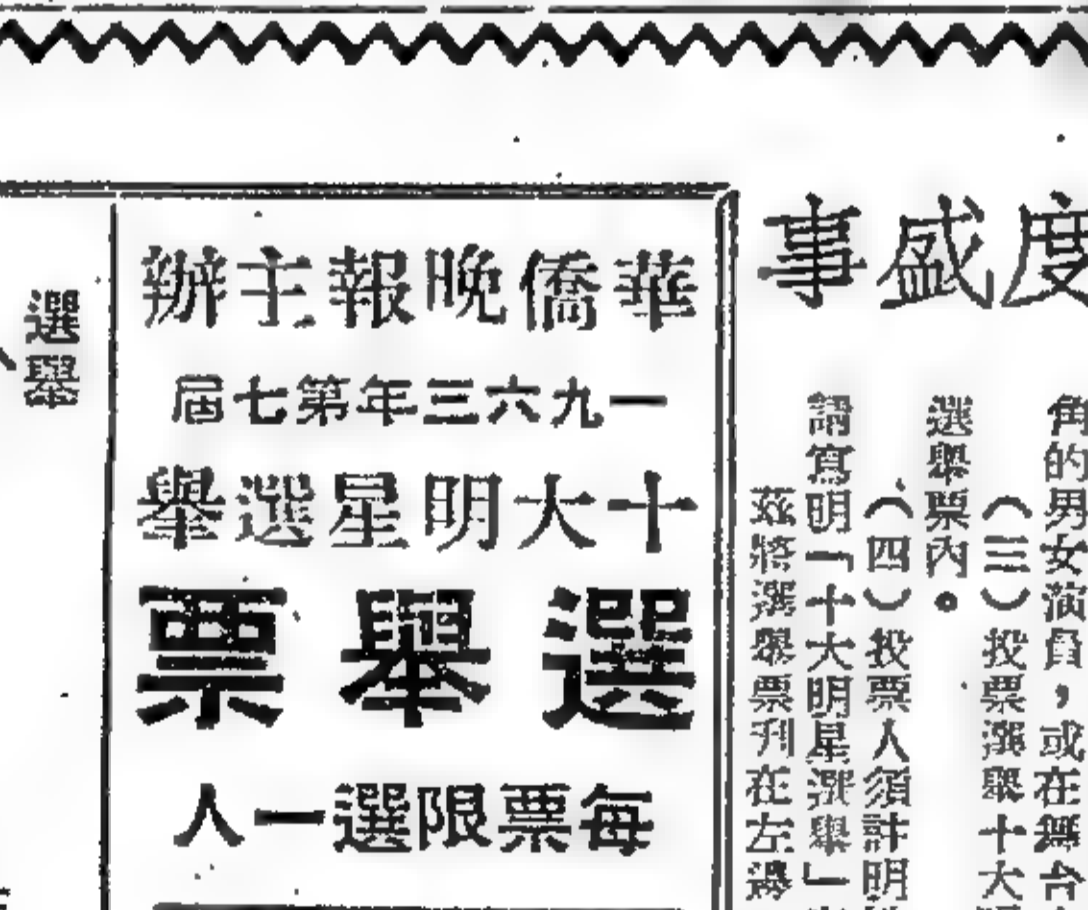 度盛事
角的男女演員,或在舞台
(三)投票選舉十大
選舉票內。
(四)投票人須註明
請寫明「十大明星選舉」
茲將選舉票刋在左邊
華僑晚報主辦
一九六三年第七屆
十大明星選舉
選舉票
每票限選一人
選舉